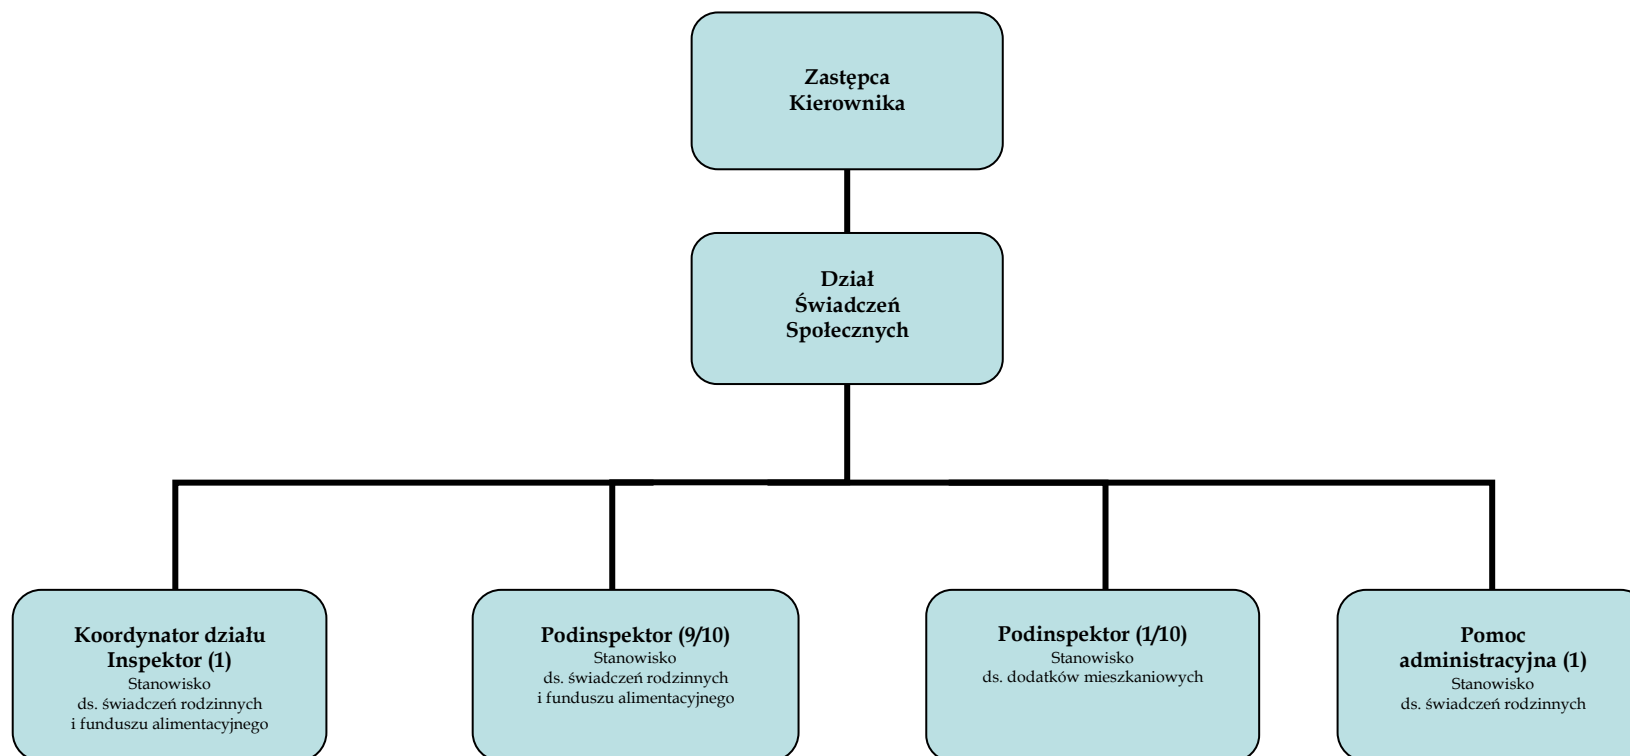 Zastępca
Kierownika
Dział
Świadczeń
Społecznych
Koordynator działu
Inspektor (1)
Stanowisko
ds. świadczeń rodzinnych
i funduszu alimentacyjnego
Podinspektor (9/10)
Stanowisko
ds. świadczeń rodzinnych
i funduszu alimentacyjnego
Podinspektor (1/10)
Stanowisko
ds. dodatków mieszkaniowych
Pomoc
administracyjna (1)
Stanowisko
ds. świadczeń rodzinnych